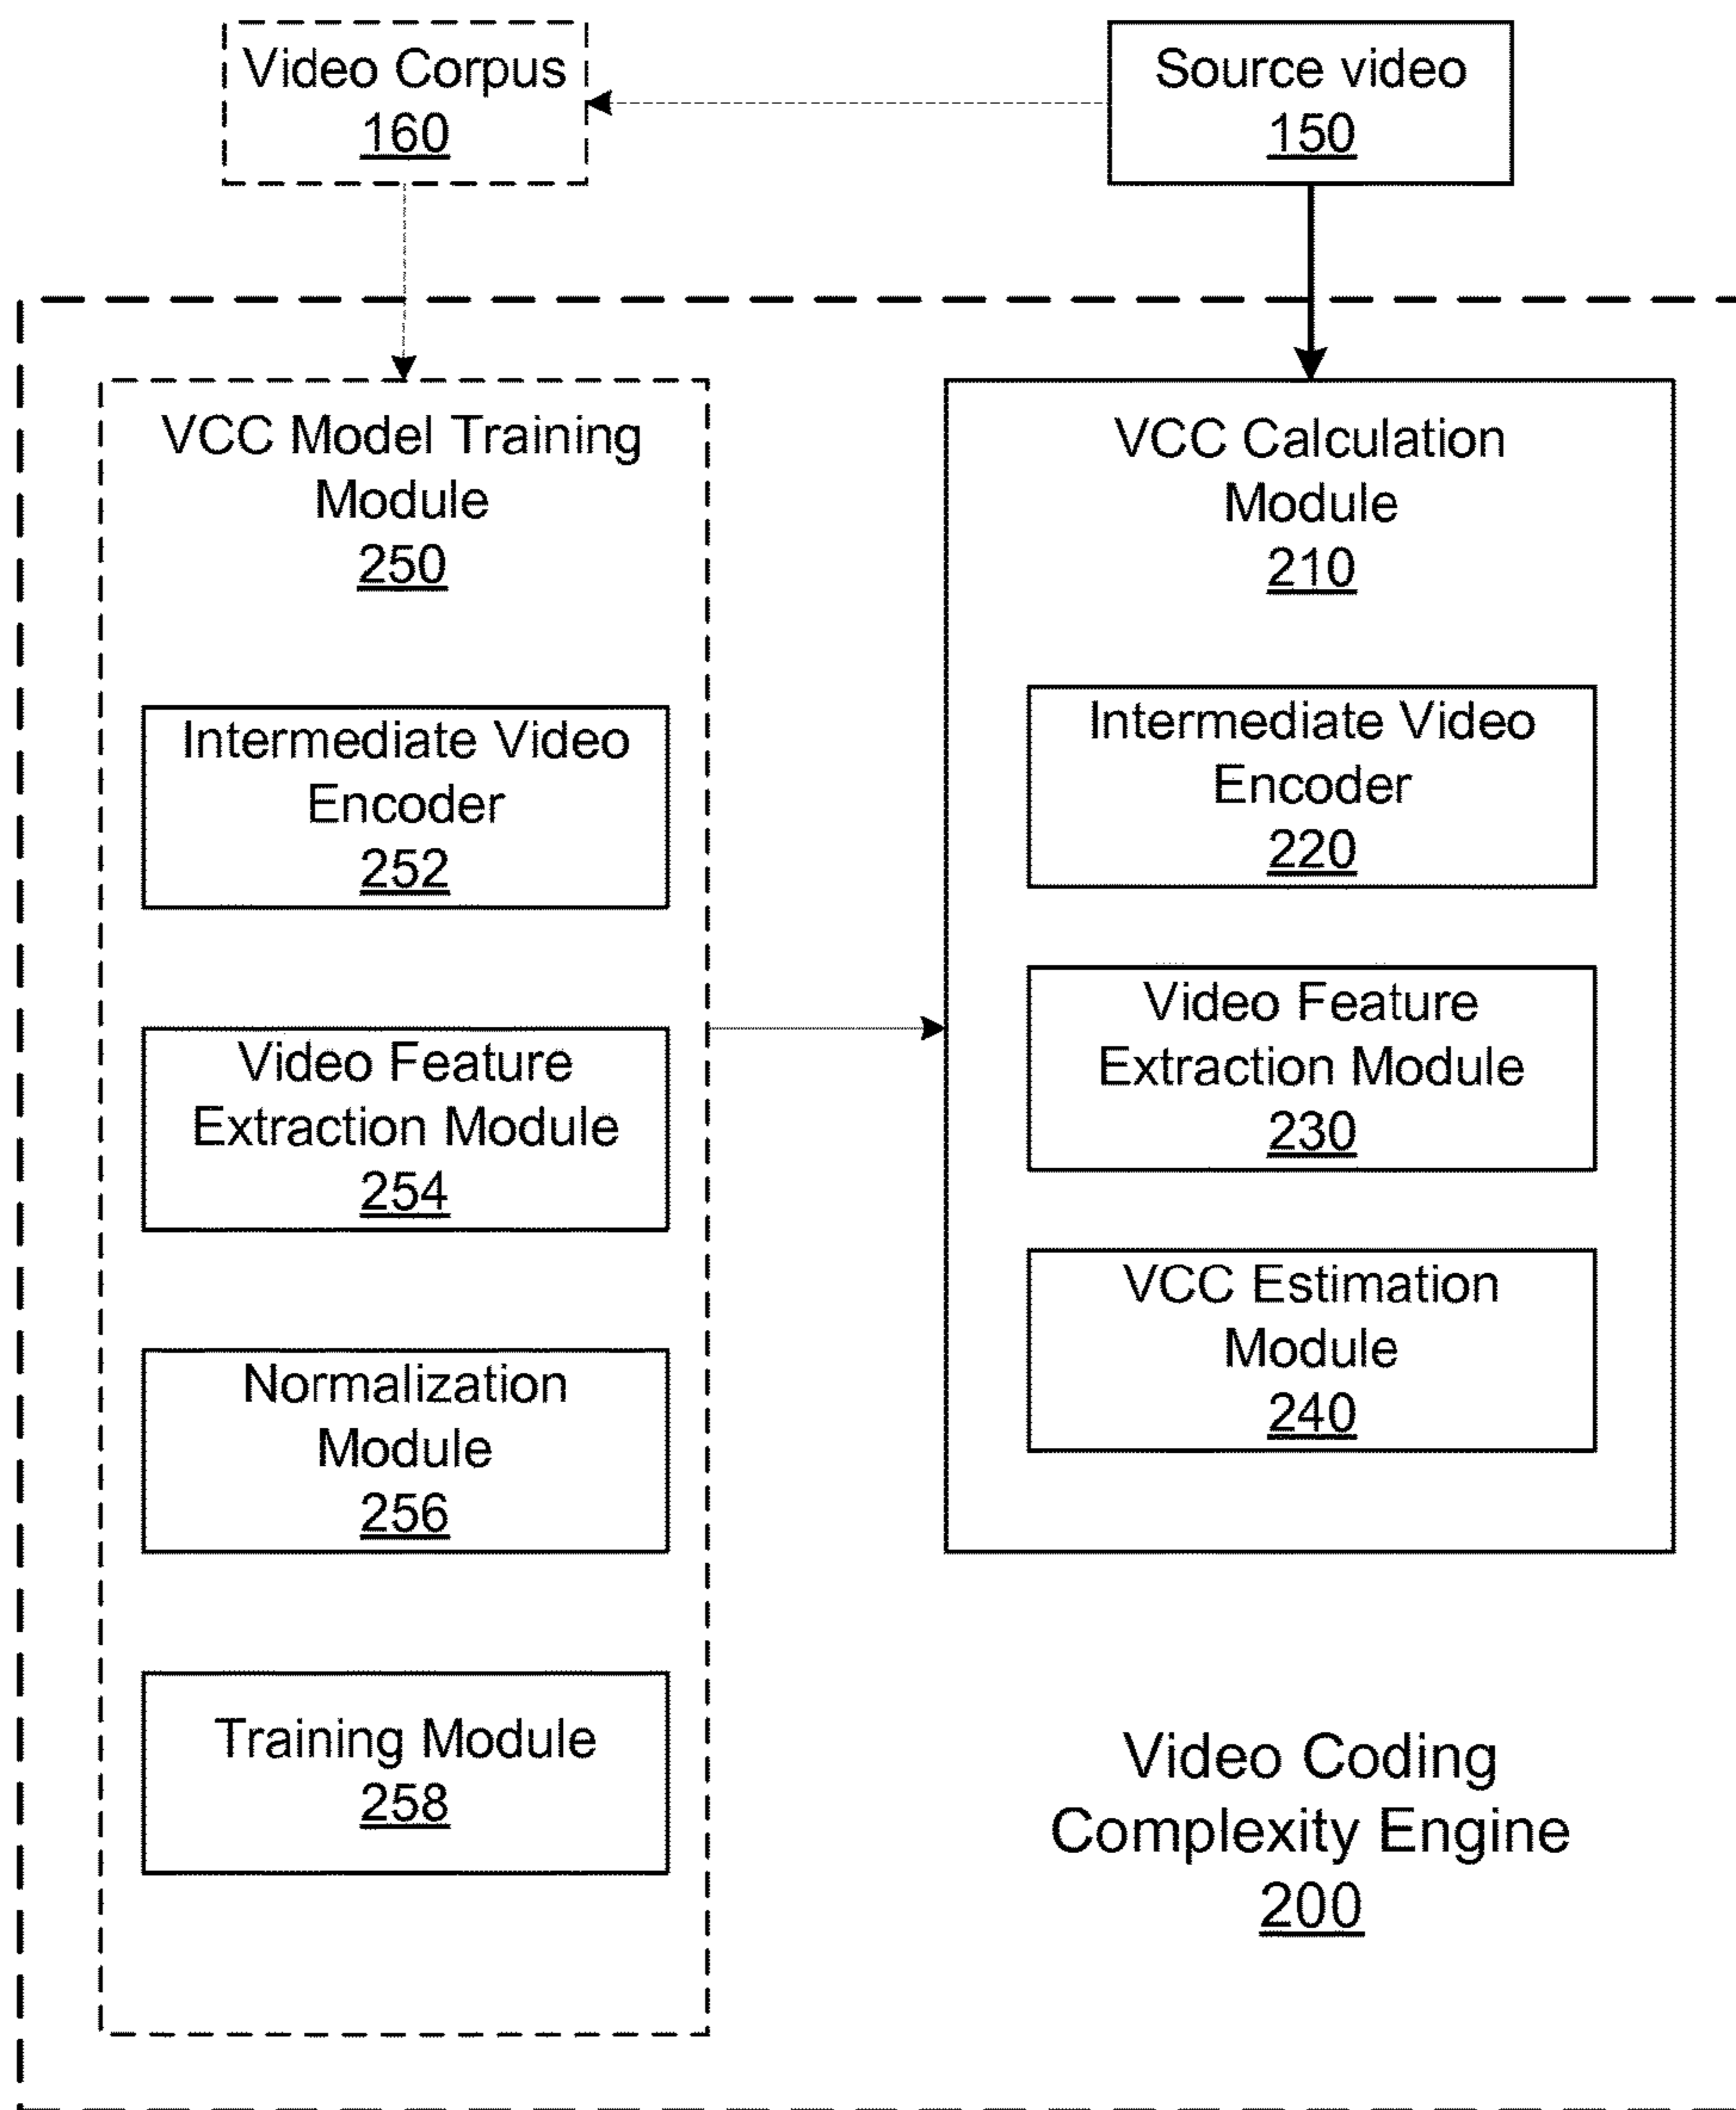 Video Corpus
160
Source video
150
VCC Model Training
Module
250
Intermediate Video
Encoder
252
Video Feature
Extraction Module
254
Normalization
Module
256
Training Module
258
VCC Calculation
Module
210
Intermediate Video
Encoder
220
Video Feature
Extraction Module
230
VCC Estimation
Module
240
Video Coding
Complexity Engine
200